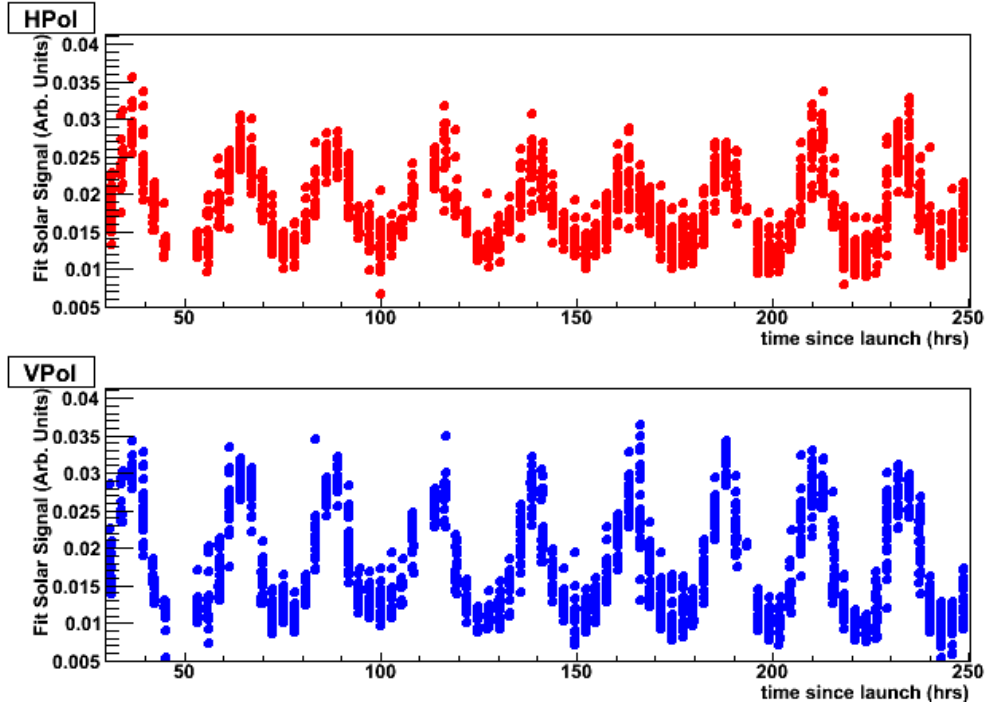 HPol
Fit Solar Signal (Arb. Units)
0.04
0.035
0.03
0.025
0.02
0.015
0.01
0.005
50 100 150 200 250
time since launch (hrs)
VPol
Fit Solar Signal (Arb. Units)
0.04
0.035
0.03
0.025
0.02
0.015
0.01
0.005
50 100 150 200 250
time since launch (hrs)